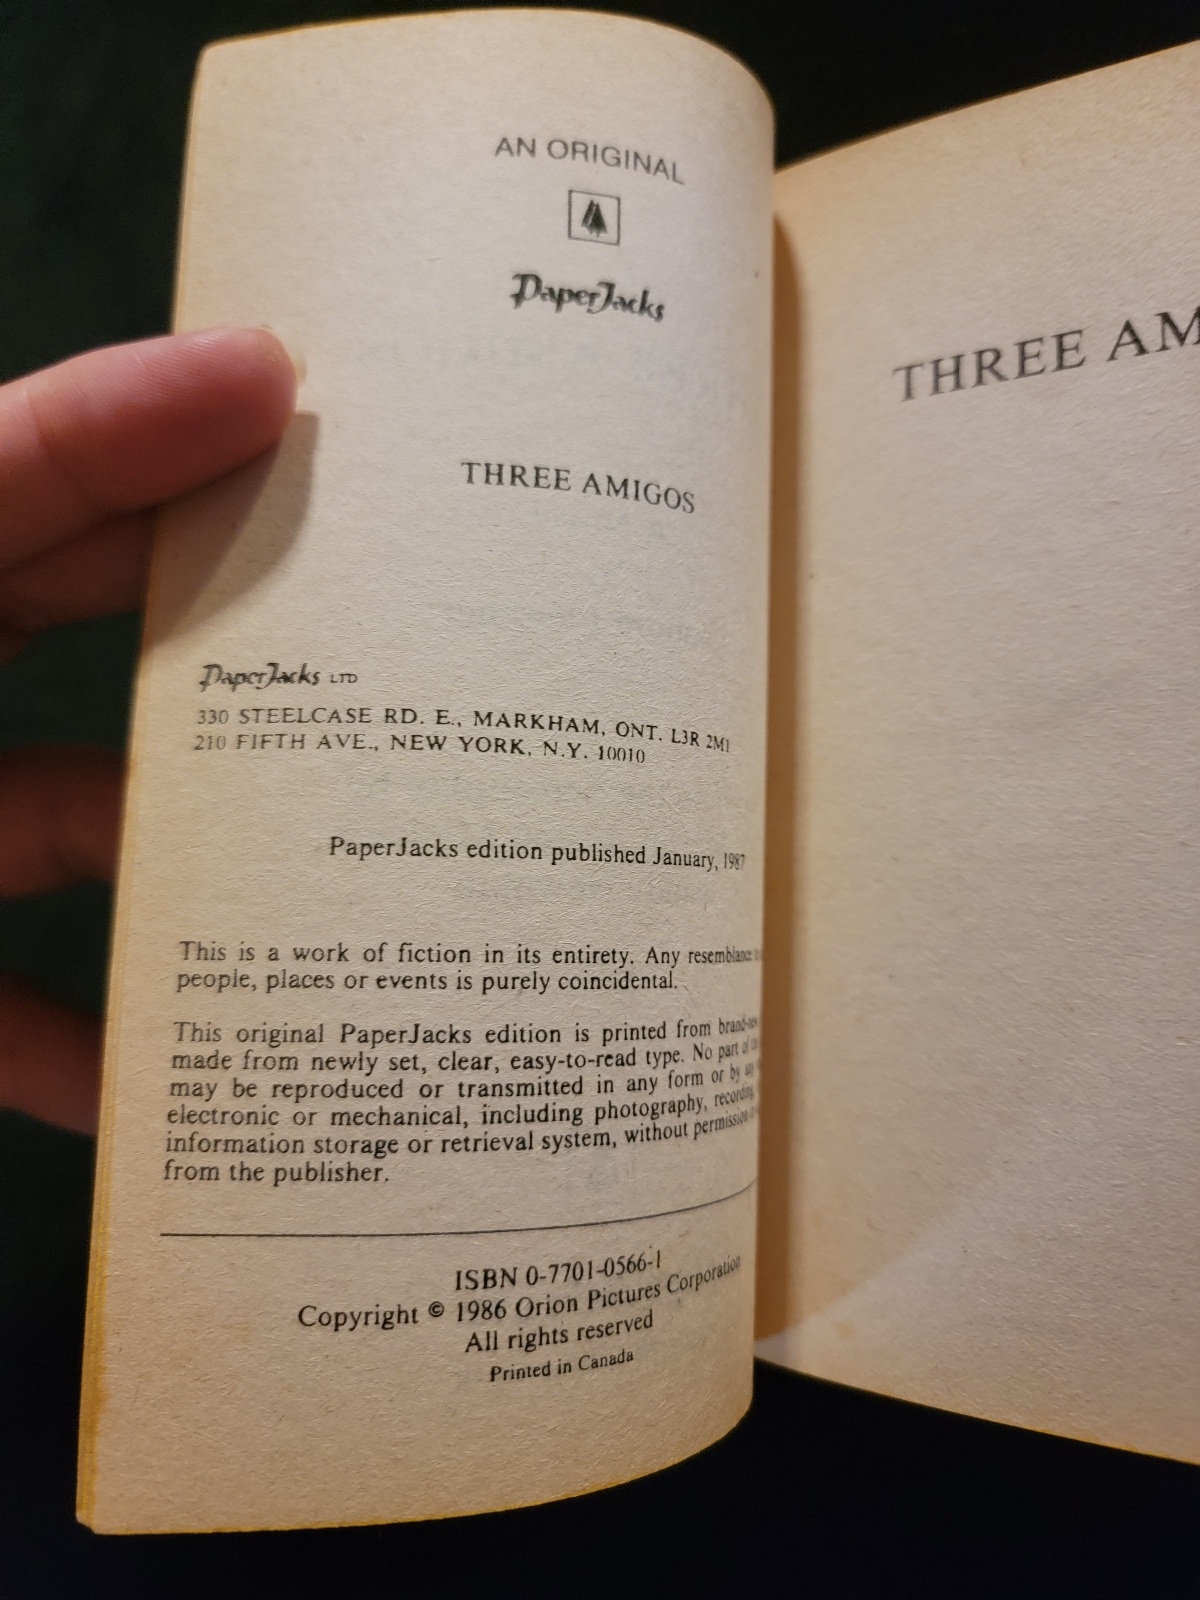 AN ORIGINAL
PaperJacks
THREE AMIGOS
PaperJacks LTD
330 STEELCASE RD. E., MARKHAM, ONT. L3R 2M1
210 FIFTH AVE., NEW YORK, N.Y. 10010
PaperJacks edition published January, 1987
This is a work of fiction in its entirety. Any resemblance
people, places or events is purely coincidental.
This original PaperJacks edition is printed from
made from newly set, clear, easy-to-read type. No part of
may be reproduced or transmitted in any form or by
electronic or mechanical, including photography, recording
information storage or retrieval system, without permission
from the publisher.
ISBN 0-7701-0566-1
Copyright © 1986 Orion Pictures Corporation
All rights reserved
Printed in Canada
THREE AM